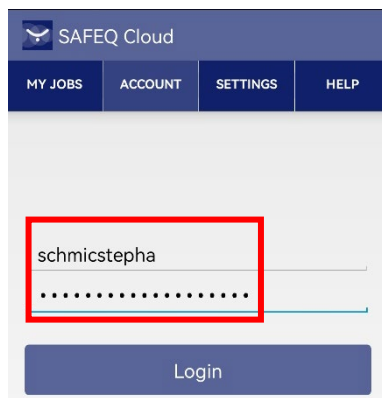 SAFEQ Cloud
MY JOBS ACCOUNT SETTINGS HELP
schmicstepha
••••••••••••••••••••
Login